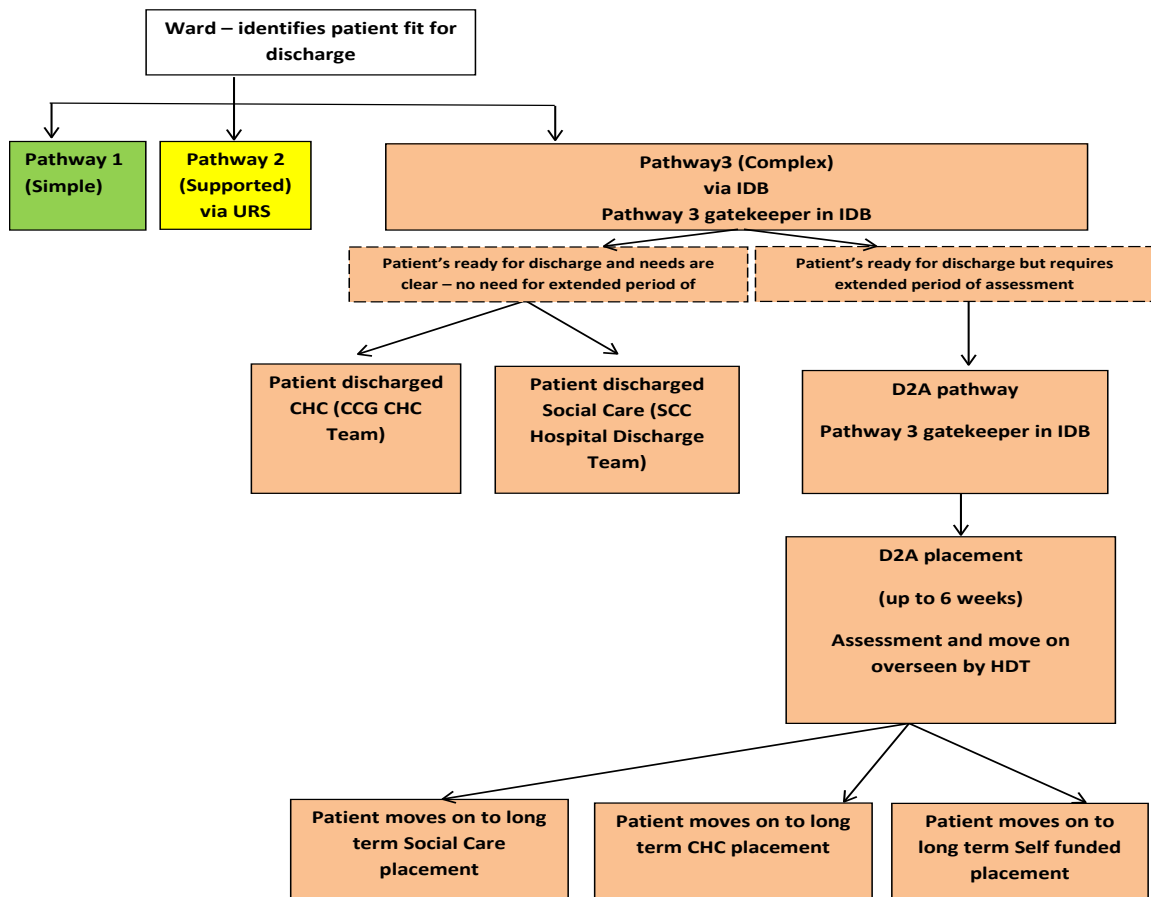 Ward – identifies patient fit for
discharge
Pathway 1
(Simple)
Pathway 2
(Supported)
via URS
Pathway3 (Complex)
via IDB
Pathway 3 gatekeeper in IDB
Patient's ready for discharge and needs are
clear – no need for extended period of
Patient's ready for discharge but requires
extended period of assessment
Patient discharged
CHC (CCG CHC
Team)
Patient discharged
Social Care (SCC
Hospital Discharge
Team)
D2A pathway
Pathway 3 gatekeeper in IDB
D2A placement
(up to 6 weeks)
Assessment and move on
overseen by HDT
Patient moves on to long
term Social Care
placement
Patient moves on to long
term CHC placement
Patient moves on to
long term Self funded
placement